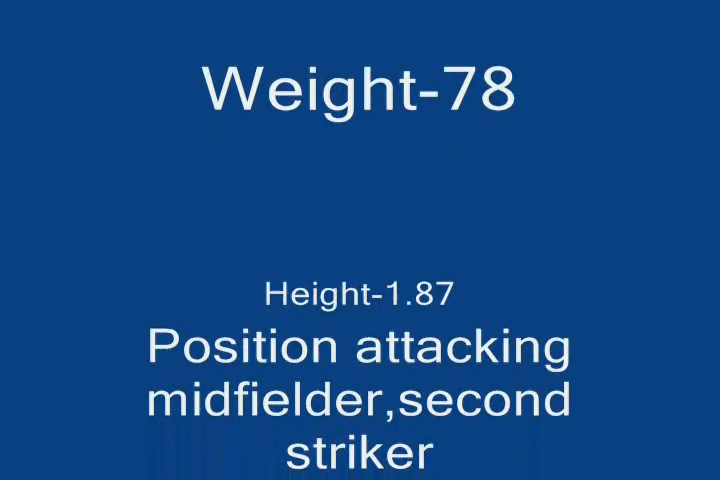 Weight-78
Height-1.87
Position attacking
midfielder,second
striker